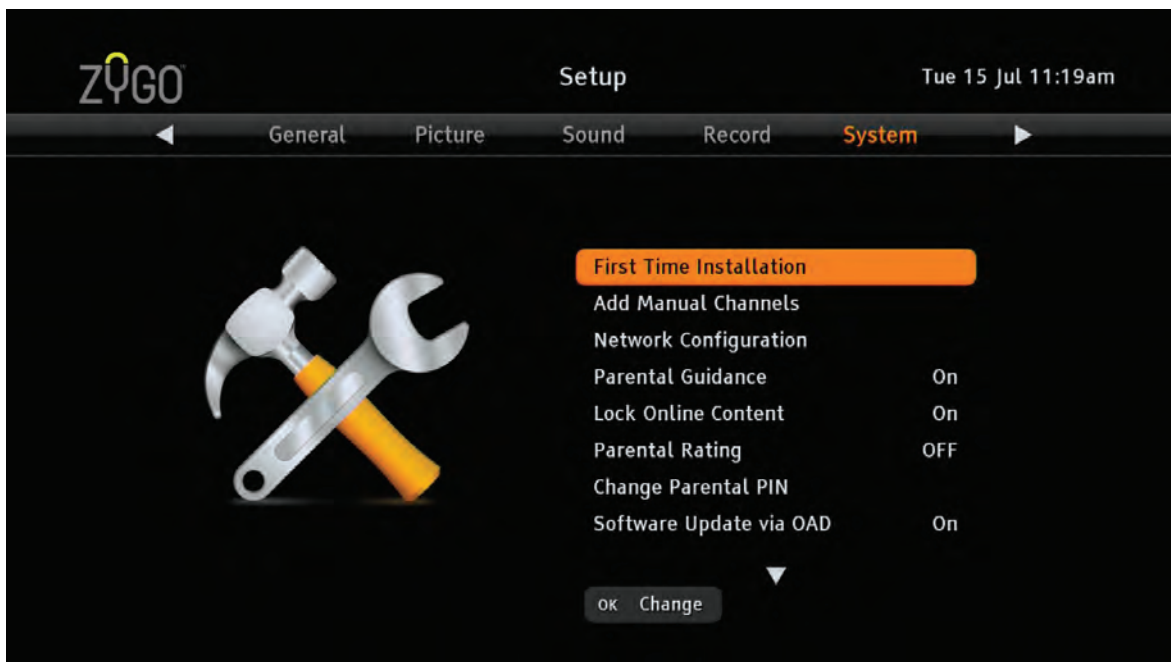 ZYGO™
Setup
Tue 15 Jul 11:19am
General Picture Sound Record System
First Time Installation
Add Manual Channels
Network Configuration
Parental Guidance On
Lock Online Content On
Parental Rating OFF
Change Parental PIN
Software Update via OAD On
OK Change